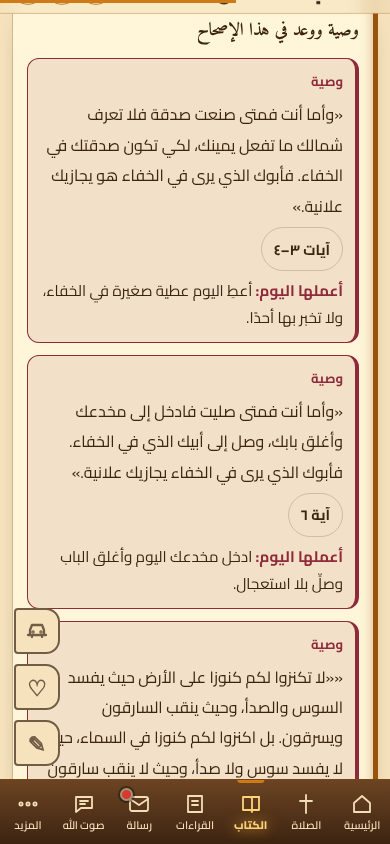 وصية ووعد في هذا الإصحاح
وصية
«وأما أنت فمتى صنعت صدقة فلا تعرف
شمالك ما تفعل يمينك، لكي تكون صدقتك في
الخفاء. فأبوك الذي يرى في الخفاء هو يجازيك
علانية.»
آيات ٣–٤
أعملها اليوم: أعطِ اليوم عطية صغيرة في الخفاء،
ولا تخبر بها أحدًا.
وصية
«وأما أنت فمتى صليت فادخل إلى مخدعك
وأغلق بابك، وصل إلى أبيك الذي في الخفاء.
فأبوك الذي يرى في الخفاء يجازيك علانية.»
آية ٦
أعملها اليوم: ادخل مخدعك اليوم وأغلق الباب
وصلِّ بلا استعجال.
وصية
«»لا تكنزوا لكم كنوزا على الأرض حيث يفسد
السوس والصدأ، وحيث ينقب السارقون
ويسرقون. بل اكنزوا لكم كنوزا في السماء،
لا يفسد سوس ولا صدأ، وحيث لا ينقب سارقون
الرئيسية
الصلاة
الكتاب
القراءات
رسالة
صوت الله
المزيد